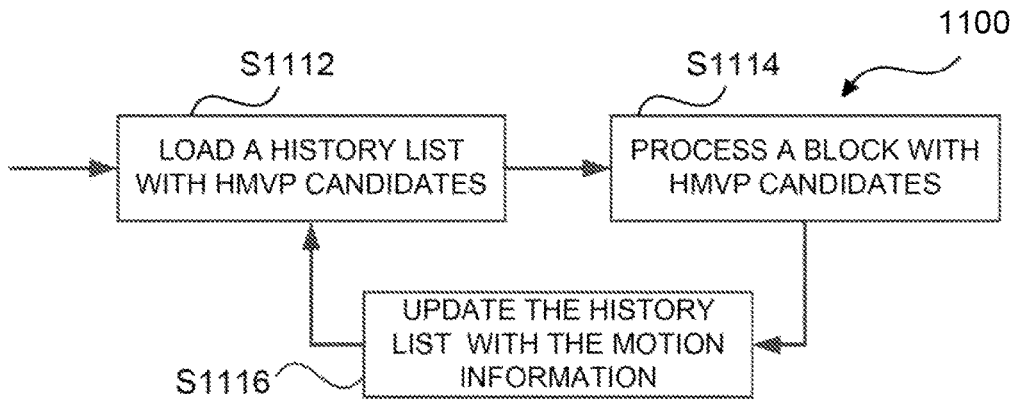 1100
S1112
S1114
LOAD A HISTORY LIST
WITH HMVP CANDIDATES
PROCESS A BLOCK WITH
HMVP CANDIDATES
UPDATE THE HISTORY
LIST WITH THE MOTION
INFORMATION
S1116